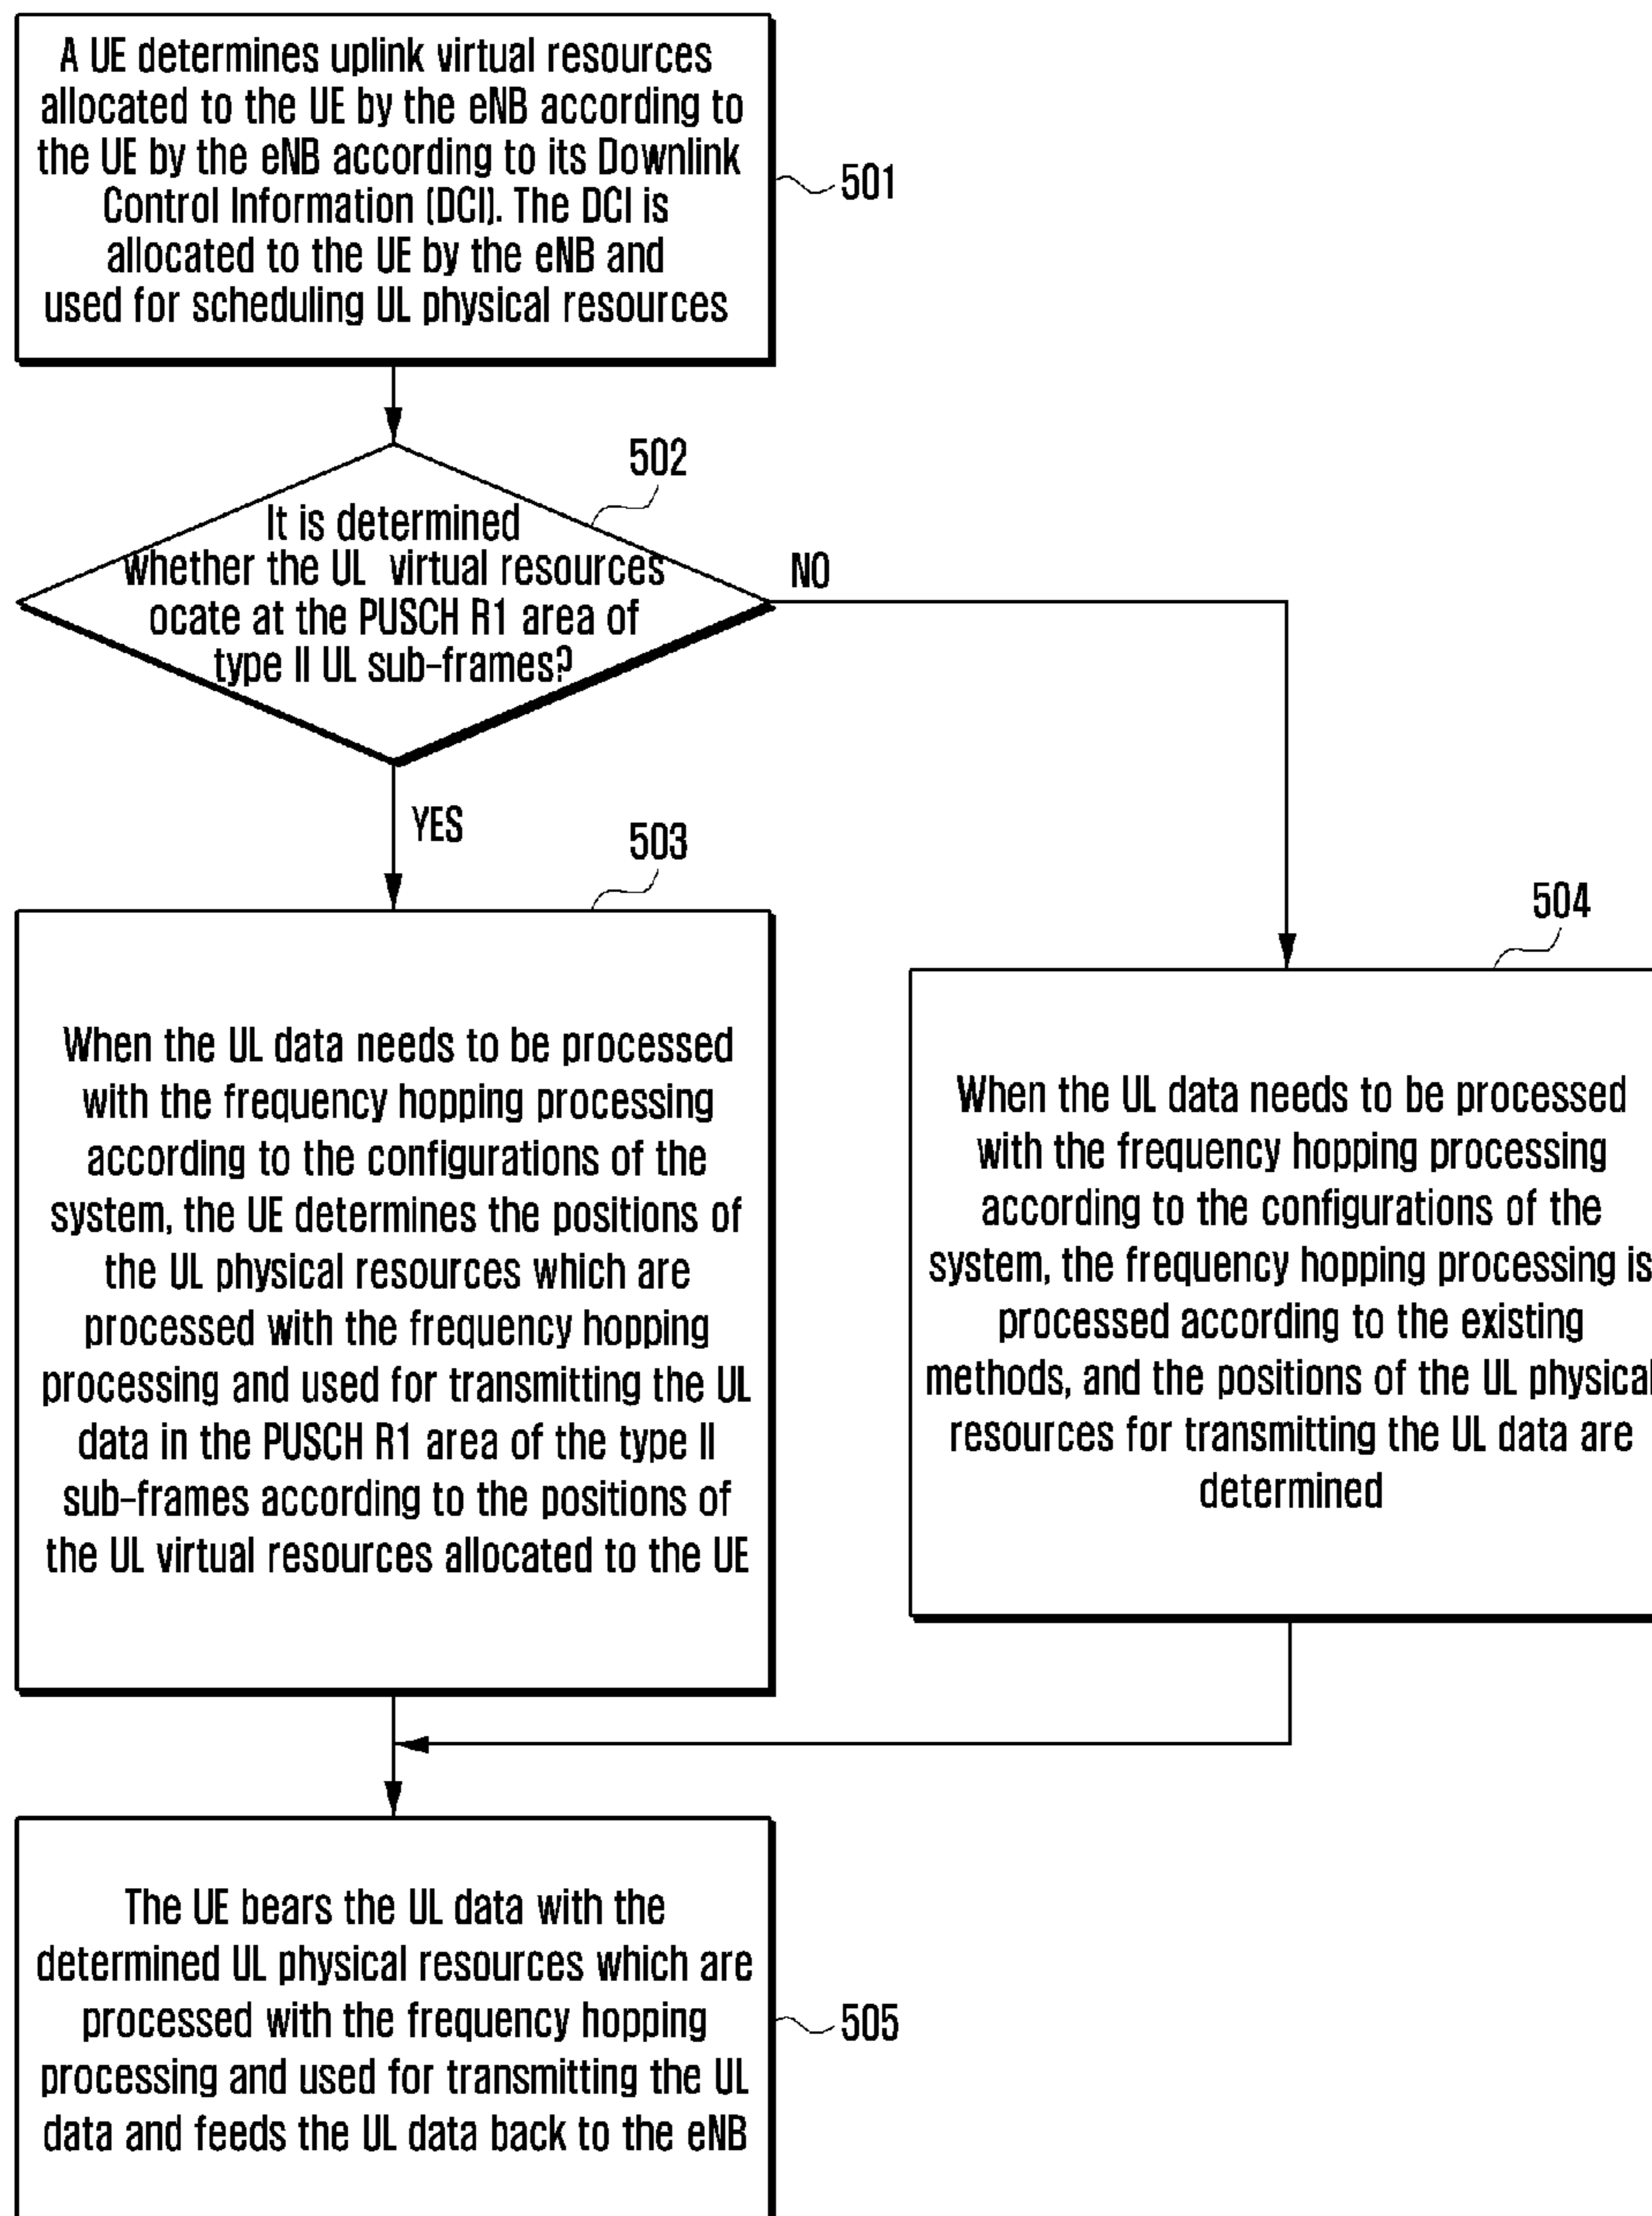 A UE determines uplink virtual resources
allocated to the UE by the eNB according to
the UE by the eNB according to its Downlink
Control Information (DCI). The DCI is
allocated to the UE by the eNB and
used for scheduling UL physical resources
501
502
It is determined
whether the UL virtual resources
ocate at the PUSCH R1 area of
type II UL sub-frames?
NO
YES
503
When the UL data needs to be processed
with the frequency hopping processing
according to the configurations of the
system, the UE determines the positions of
the UL physical resources which are
processed with the frequency hopping
processing and used for transmitting the UL
data in the PUSCH R1 area of the type II
sub-frames according to the positions of
the UL virtual resources allocated to the UE
504
When the UL data needs to be processed
with the frequency hopping processing
according to the configurations of the
system, the frequency hopping processing is
processed according to the existing
methods, and the positions of the UL physical
resources for transmitting the UL data are
determined
The UE bears the UL data with the
determined UL physical resources which are
processed with the frequency hopping
processing and used for transmitting the UL
data and feeds the UL data back to the eNB
505